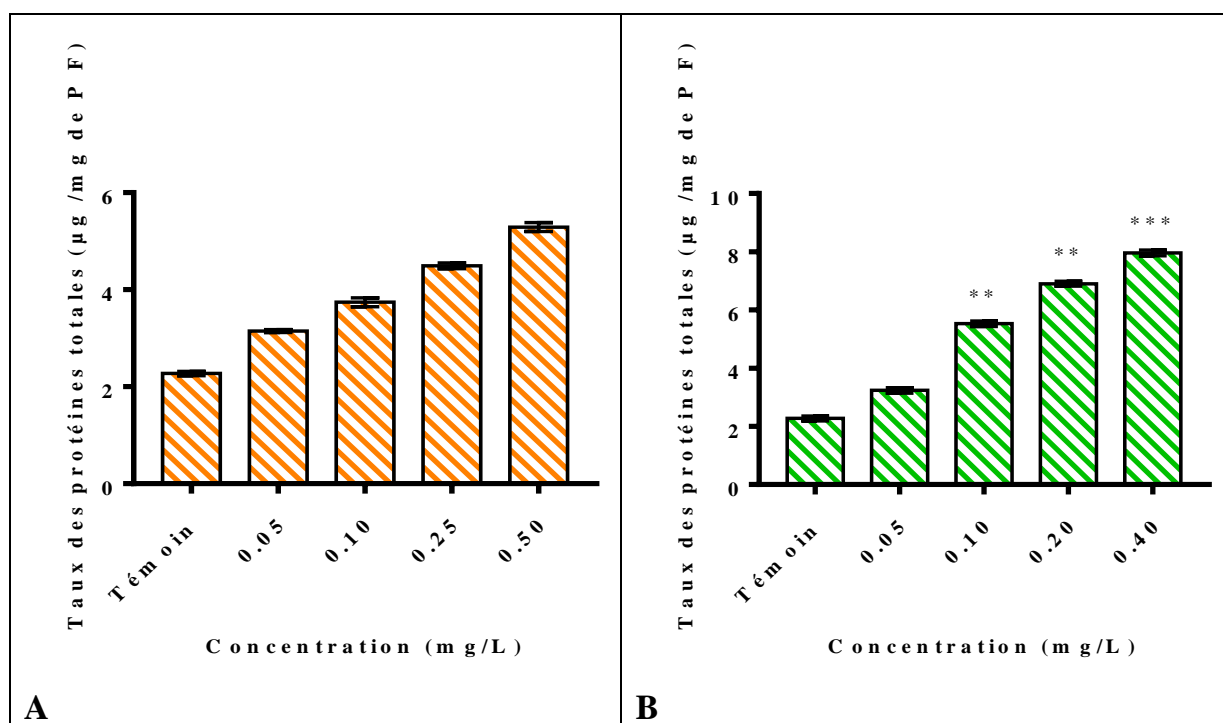 Taux des protéines totales (µg/mg de PF)
6
4
2
0
Témoin
0.05
0.10
0.25
0.50
Concentration (mg/L)
A
Taux des protéines totales (µg/mg de PF)
10
8
6
4
2
0
**
**
***
Témoin
0.05
0.10
0.20
0.40
Concentration (mg/L)
B